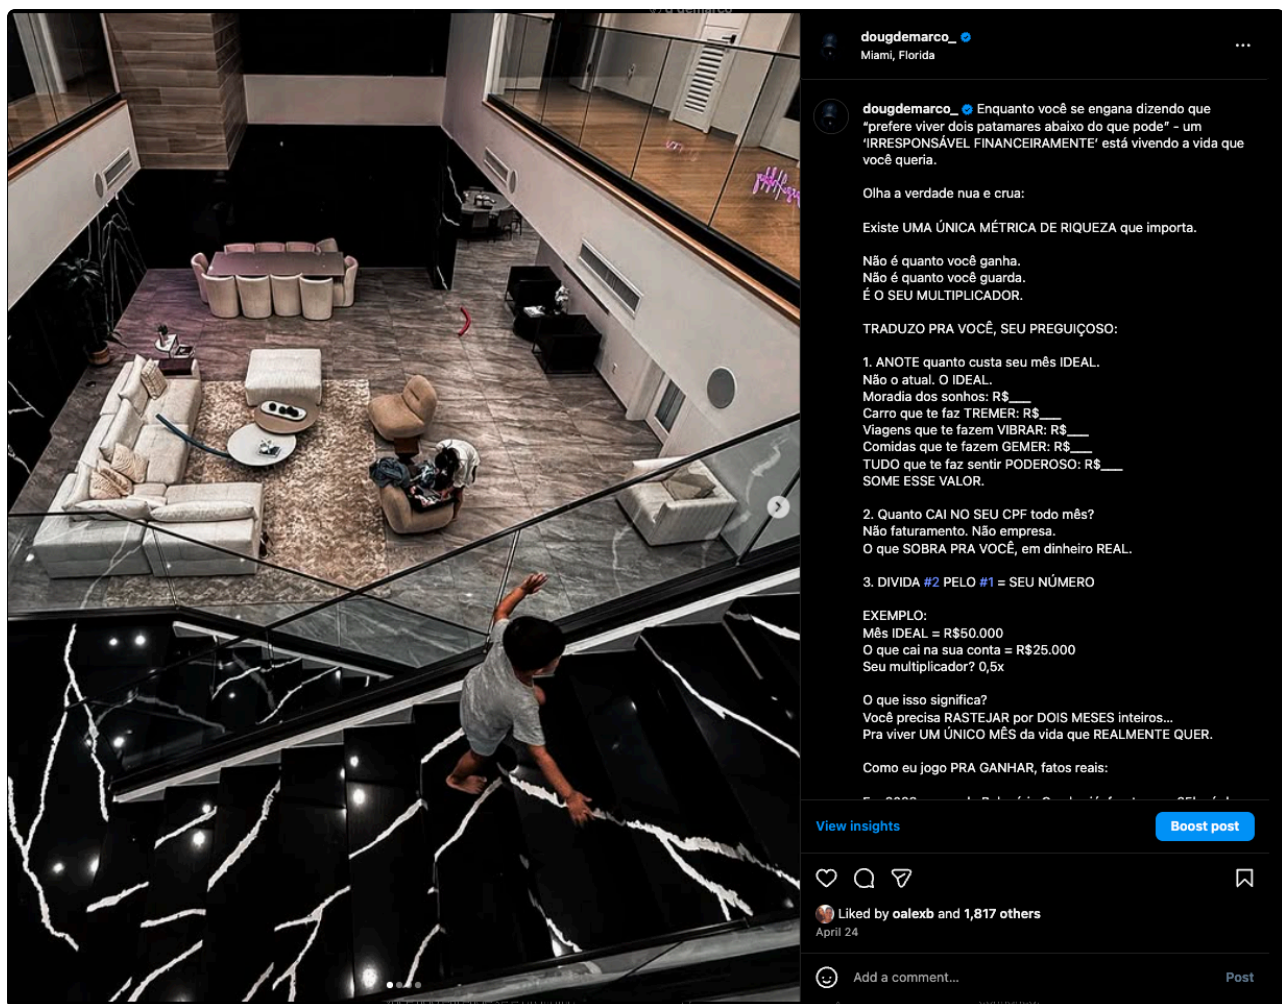 dougdemarco_
Miami, Florida
dougdemarco_ Enquanto você se engana dizendo que
“prefere viver dois patamares abaixo do que pode” - um
‘IRRESPONSÁVEL FINANCEIRAMENTE’ está vivendo a vida que
você queria.
Olha a verdade nua e crua:
Existe UMA ÚNICA MÉTRICA DE RIQUEZA que importa.
Não é quanto você ganha.
Não é quanto você guarda.
É O SEU MULTIPLICADOR.
TRADUZO PRA VOCÊ, SEU PREGUIÇOSO:
1. ANOTE quanto custa seu mês IDEAL.
Não o atual. O IDEAL.
Moradia dos sonhos: R$___
Carro que te faz TREMER: R$___
Viagens que te fazem VIBRAR: R$___
Comidas que te fazem GEMER: R$___
TUDO que te faz sentir PODEROSO: R$___
SOME ESSE VALOR.
2. Quanto CAI NO SEU CPF todo mês?
Não faturamento. Não empresa.
O que SOBRA PRA VOCÊ, em dinheiro REAL.
3. DIVIDA #2 PELO #1 = SEU NÚMERO
EXEMPLO:
Mês IDEAL = R$50.000
O que cai na sua conta = R$25.000
Seu multiplicador? 0,5x
O que isso significa?
Você precisa RASTEJAR por DOIS MESES inteiros...
Pra viver UM ÚNICO MÊS da vida que REALMENTE QUER.
Como eu jogo PRA GANHAR, fatos reais:
View insights
Boost post
Liked by oalexb and 1,817 others
April 24
Add a comment...
Post